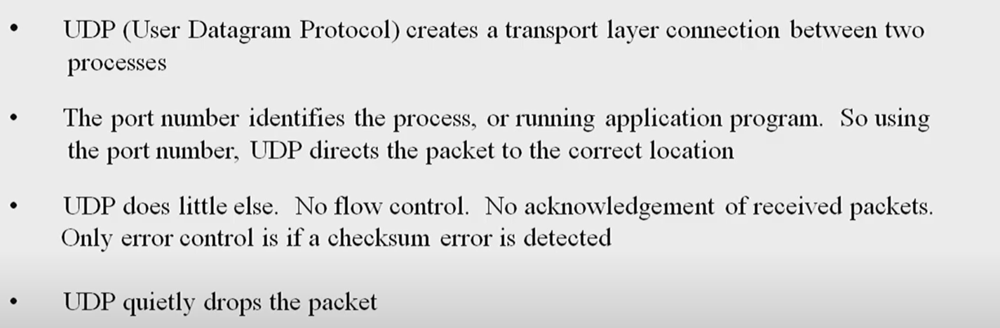 • UDP (User Datagram Protocol) creates a transport layer connection between two
processes
• The port number identifies the process, or running application program. So using
the port number, UDP directs the packet to the correct location
• UDP does little else. No flow control. No acknowledgement of received packets.
Only error control is if a checksum error is detected
• UDP quietly drops the packet